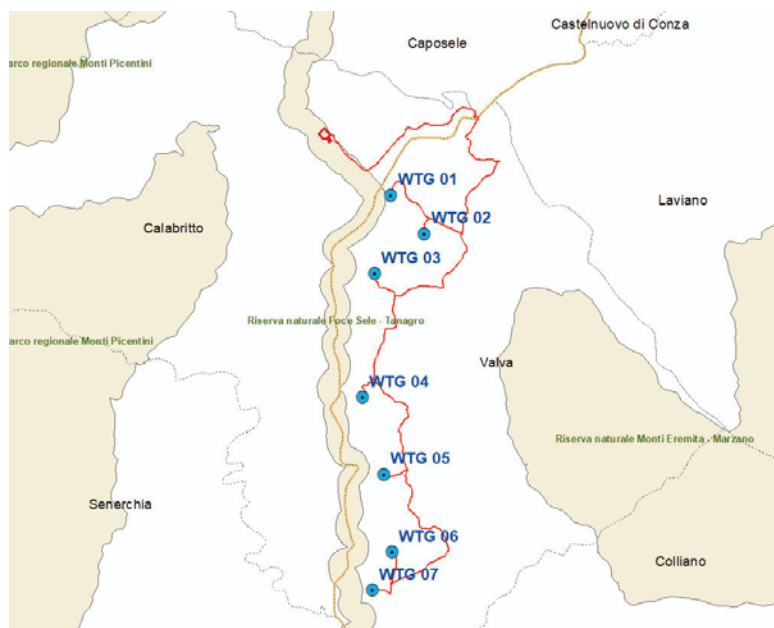 Castelnuovo di Conza
Caposele
arco regionale Monti Picentini
WTG 01
Laviano
WTG 02
Calabritto
WTG 03
Riserva naturale Foce Sele - Tanagro
arco regionale Monti Picentini
Valva
WTG 04
Riserva naturale Monti Eremita - Marzano
WTG 05
Senerchia
WTG 06
Colliano
WTG 07